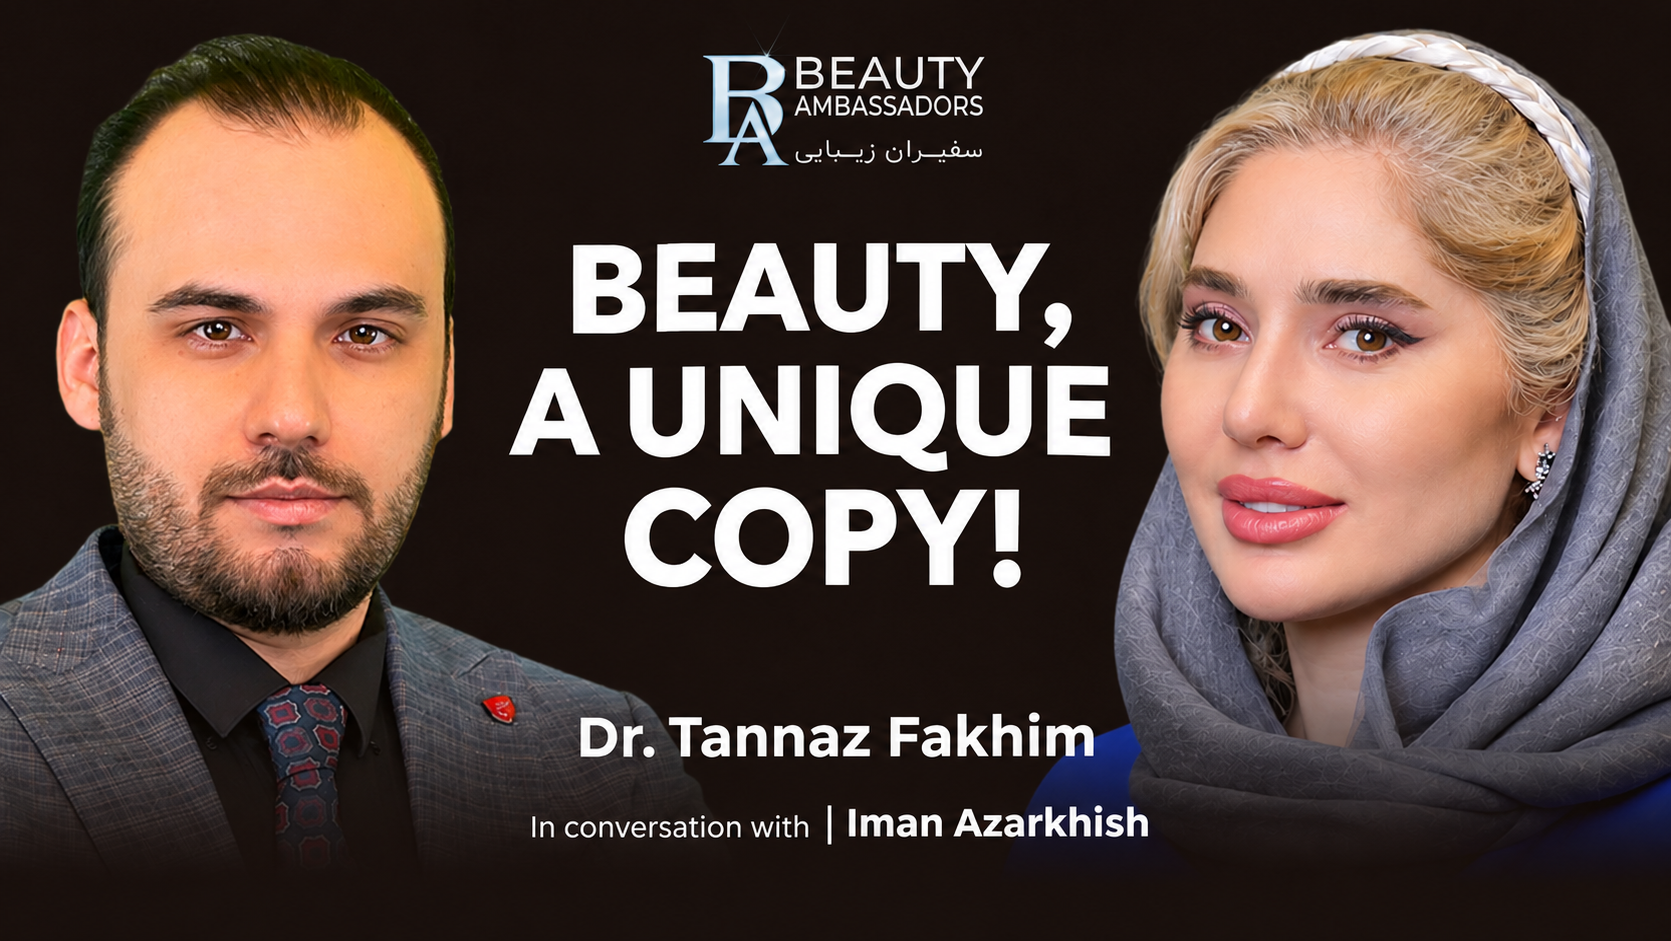 BA
BEAUTY
AMBASSADORS
سفیران زیبایی
BEAUTY,
A UNIQUE
COPY!
Dr. Tannaz Fakhim
In conversation with | Iman Azarkhish